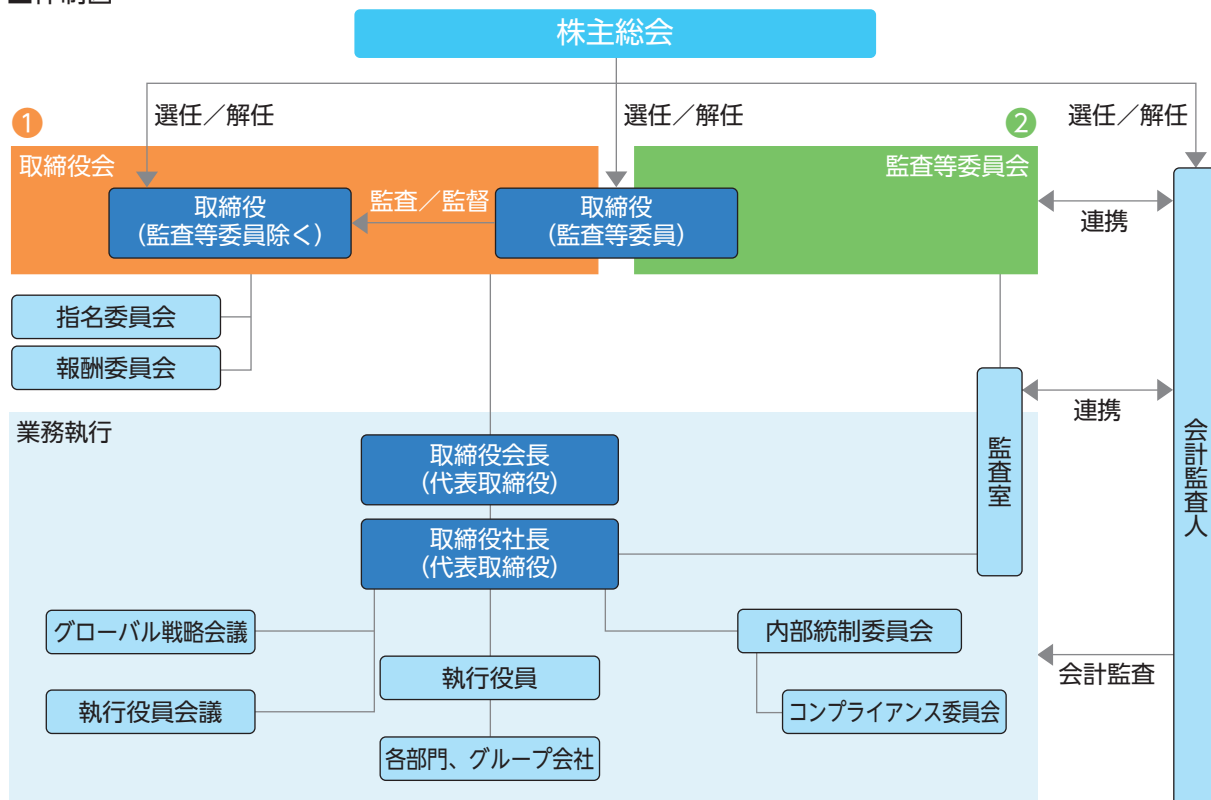 株主総会
選任／解任
選任／解任
選任／解任
1
2
取締役会
監査等委員会
取締役
(監査等委員除く)
監査／監督
取締役
(監査等委員)
連携
指名委員会
報酬委員会
連携
業務執行
取締役会長
(代表取締役)
監査室
会計監査人
取締役社長
(代表取締役)
グローバル戦略会議
内部統制委員会
執行役員
会計監査
執行役員会議
コンプライアンス委員会
各部門、グループ会社